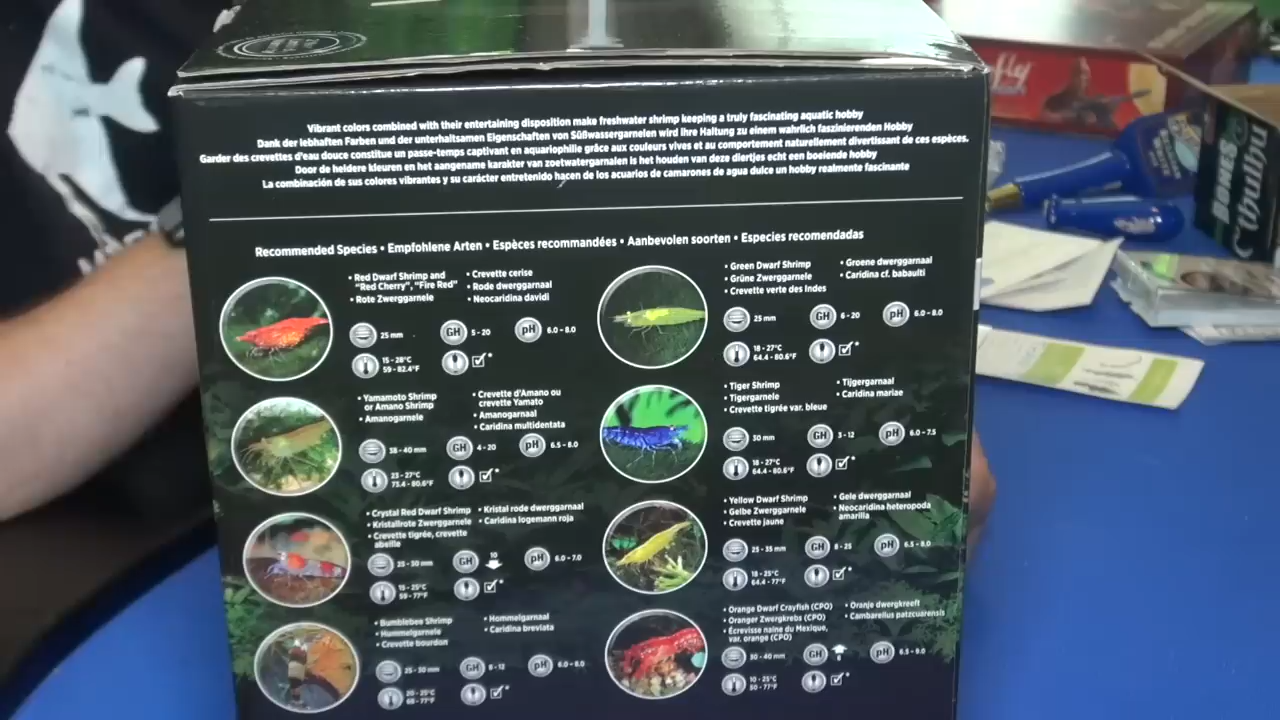 Vibrant colors combined with their entertaining disposition make freshwater shrimp keeping a truly fascinating aquatic hobby
Dank der lebhaften Farben und der unterhaltsamen Eigenschaften von Süßwassergarnelen wird ihre Haltung zu einem wahrlich faszinierenden Hobby
Garder des crevettes d'eau douce constitue un passe-temps captivant en aquariophilie grâce aux couleurs vives et au comportement naturellement divertissant de ces espèces.
Door de heldere kleuren en het aangename karakter van zoetwatergarnalen is het houden van deze diertjes echt een boeiende hobby
La combinación de sus colores vibrantes y su carácter entretenido hacen de los acuarios de camarones de agua dulce un hobby realmente fascinante
Recommended Species • Empfohlene Arten • Espèces recommandées • Aanbevolen soorten • Especies recomendadas
• Red Dwarf Shrimp and
"Red Cherry", "Fire Red"
• Rote Zwerggarnele
• Crevette cerise
• Rode dwerggarnaal
• Neocaridina davidi
25 mm
GH 5 - 20
pH 6.0 - 8.0
15 - 28°C
59 - 82.4°F
*
• Green Dwarf Shrimp
• Grüne Zwerggarnele
• Crevette verte des Indes
• Groene dwerggarnaal
• Caridina cf. babaulti
25 mm
GH 6 - 20
pH 6.0 - 8.0
18 - 27°C
64.4 - 80.6°F
*
• Yamamoto Shrimp
or Amano Shrimp
• Amanogarnele
• Crevette d'Amano ou
crevette Yamato
• Amanogarnaal
• Caridina multidentata
38 - 40 mm
GH 4 - 20
pH 6.5 - 8.0
23 - 27°C
73.4 - 80.6°F
*
• Tiger Shrimp
• Tigergarnele
• Crevette tigrée var. bleue
• Tijgergarnaal
• Caridina mariae
30 mm
GH 3 - 12
pH 6.0 - 7.5
18 - 27°C
64.4 - 80.6°F
*
• Crystal Red Dwarf Shrimp
• Kristallrote Zwerggarnele
• Crevette tigrée, crevette
abeille
• Kristal rode dwerggarnaal
• Caridina logemann roja
25 - 30 mm
GH 10
pH 6.0 - 7.0
15 - 25°C
59 - 77°F
*
• Yellow Dwarf Shrimp
• Gelbe Zwerggarnele
• Crevette jaune
• Gele dwerggarnaal
• Neocaridina heteropoda
amarilla
25 - 35 mm
GH 8 - 25
pH 6.5 - 8.0
18 - 25°C
64.4 - 77°F
*
• Bumblebee Shrimp
• Hummelgarnele
• Crevette bourdon
• Hommelgarnaal
• Caridina breviata
25 - 30 mm
GH 8 - 12
pH 6.0 - 8.0
20 - 25°C
68 - 77°F
*
• Orange Dwarf Crayfish (CPO)
• Oranger Zwergkrebs (CPO)
• Écrevisse naine du Mexique,
var. orange (CPO)
• Oranje dwergkreeft
• Cambarellus patzcuarensis
30 - 40 mm
GH 6
pH 6.5 - 9.0
10 - 25°C
50 - 77°F
*
fly
BONES
Cthulhu